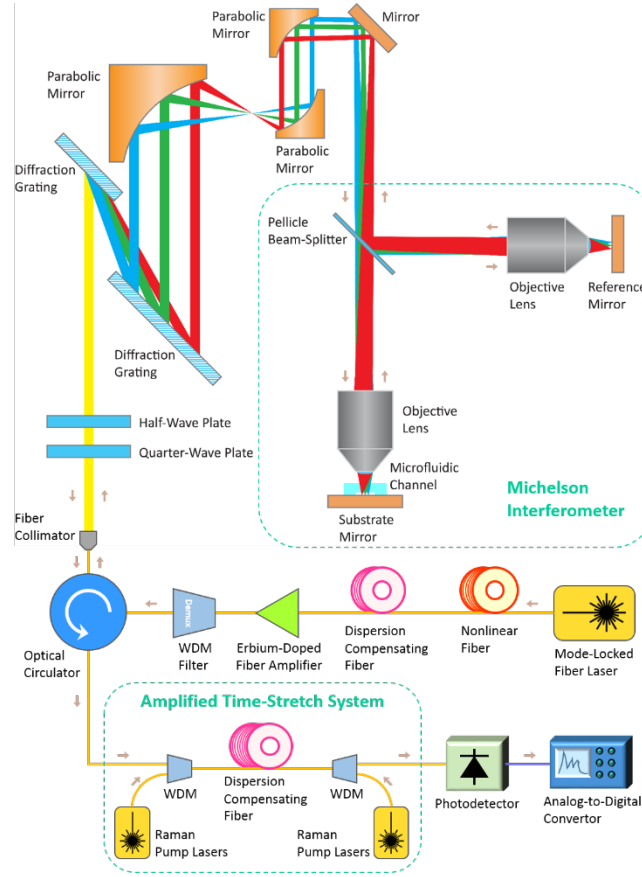 Parabolic
Mirror
Mirror
Parabolic
Mirror
Parabolic
Mirror
Diffraction
Grating
Pellicle
Beam-Splitter
Objective
Lens
Reference
Mirror
Diffraction
Grating
Half-Wave Plate
Quarter-Wave Plate
Objective
Lens
Microfluidic
Channel
Substrate
Mirror
Michelson
Interferometer
Fiber
Collimator
Demux
Optical
Circulator
WDM
Filter
Erbium-Doped
Fiber Amplifier
Dispersion
Compensating
Fiber
Nonlinear
Fiber
Mode-Locked
Fiber Laser
Amplified Time-Stretch System
WDM
Dispersion
Compensating
Fiber
WDM
Photodetector
Analog-to-Digital
Convertor
Raman
Pump Lasers
Raman
Pump Lasers